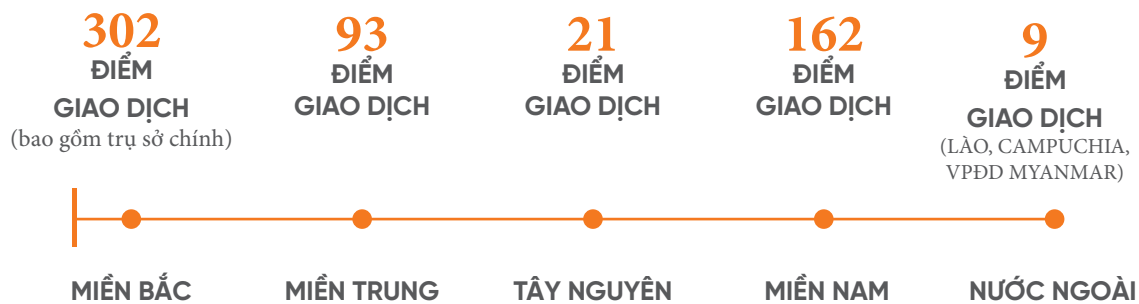 302
ĐIỂM
GIAO DỊCH
(bao gồm trụ sở chính)
MIỀN BẮC
93
ĐIỂM
GIAO DỊCH
MIỀN TRUNG
21
ĐIỂM
GIAO DỊCH
TÂY NGUYÊN
162
ĐIỂM
GIAO DỊCH
MIỀN NAM
9
ĐIỂM
GIAO DỊCH
(LÀO, CAMPUCHIA,
VPĐD MYANMAR)
NƯỚC NGOÀI